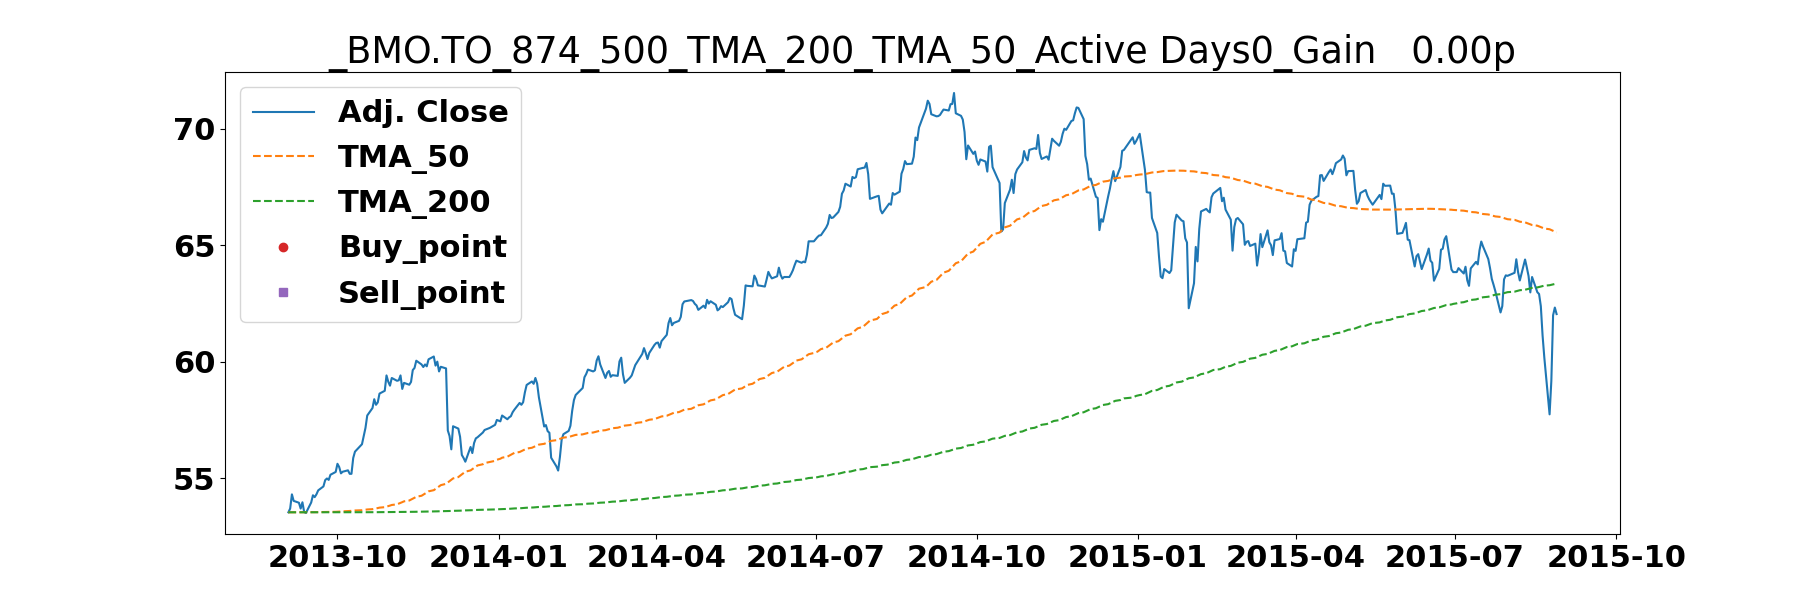 _BMO.TO_874_500_TMA_200_TMA_50_Active Days0_Gain   0.00p
Adj. Close
TMA_50
TMA_200
Buy_point
Sell_point
70
65
60
55
2013-10 2014-01 2014-04 2014-07 2014-10 2015-01 2015-04 2015-07 2015-10